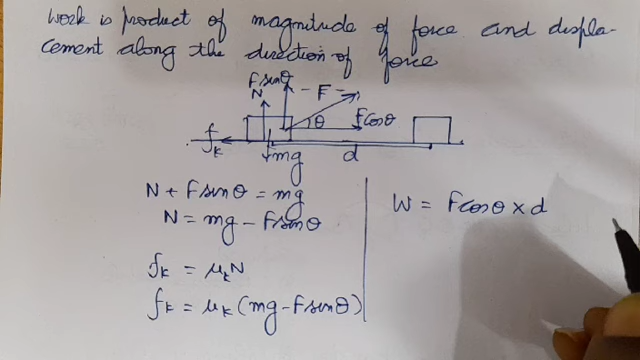 Work is product of magnitude of force and displa-
cement along the direction of force
Fsinθ
N
F
θ
Fcosθ
fk
mg
d
N + Fsinθ = mg
N = mg - Fsinθ
W = Fcosθ × d
fk = μkN
fk = μk (mg - Fsinθ)